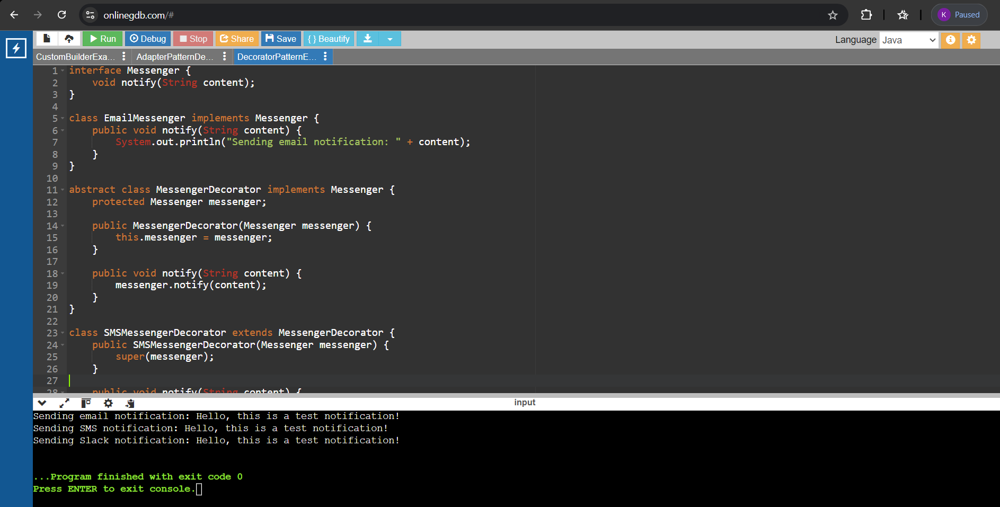 onlinegdb.com/#
K Paused
Run Debug Stop Share Save { } Beautify
Language Java
CustomBuilderExa... AdapterPatternDe... DecoratorPatternE...
1 interface Messenger {
2     void notify(String content);
3 }
4
5 class EmailMessenger implements Messenger {
6     public void notify(String content) {
7         System.out.println("Sending email notification: " + content);
8     }
9 }
10
11 abstract class MessengerDecorator implements Messenger {
12     protected Messenger messenger;
13
14     public MessengerDecorator(Messenger messenger) {
15         this.messenger = messenger;
16     }
17
18     public void notify(String content) {
19         messenger.notify(content);
20     }
21 }
22
23 class SMSMessengerDecorator extends MessengerDecorator {
24     public SMSMessengerDecorator(Messenger messenger) {
25         super(messenger);
26     }
27
28     public void notify(String content) {
input
Sending email notification: Hello, this is a test notification!
Sending SMS notification: Hello, this is a test notification!
Sending Slack notification: Hello, this is a test notification!
...Program finished with exit code 0
Press ENTER to exit console.